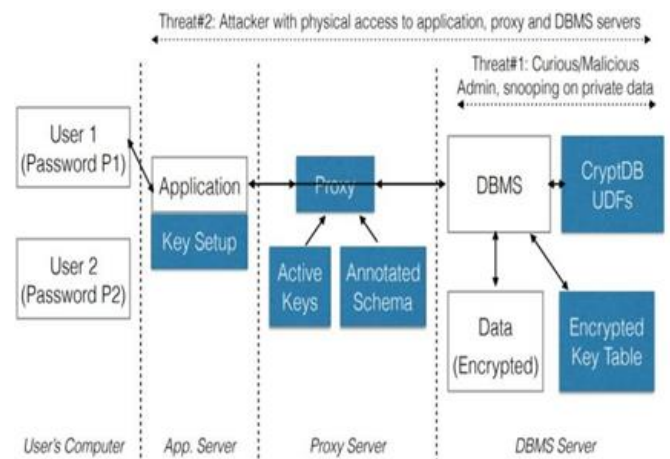 Threat#2: Attacker with physical access to application, proxy and DBMS servers
Threat#1: Curious/Malicious
Admin, snooping on private data
User 1
(Password P1)
User 2
(Password P2)
Application
Key Setup
Proxy
Active
Keys
Annotated
Schema
DBMS
CryptDB
UDFs
Data
(Encrypted)
Encrypted
Key Table
User's Computer
App. Server
Proxy Server
DBMS Server